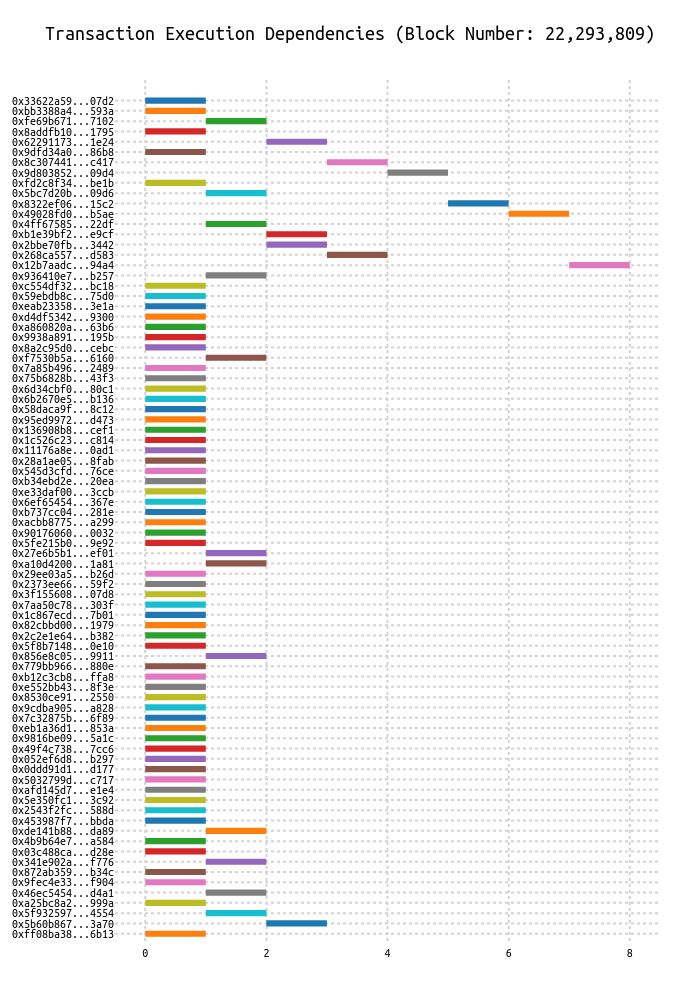 Transaction Execution Dependencies (Block Number: 22,293,809)
0x33622a59...07d2
0xbb3388a4...593a
0xfe69b671...7102
0x8addfb10...1795
0x62291173...1e24
0x9dfd34a0...86b8
0x8c307441...c417
0x9d803852...09d4
0xfd2c8f34...be1b
0x5bc7d20b...09d6
0x8322ef06...15c2
0x49028fd0...b5ae
0x4ff67585...22df
0xb1e39bf2...e9cf
0x2bbe70fb...3442
0x268ca557...d583
0x12b7aadc...94a4
0x936410e7...b257
0xc554df32...bc18
0x59ebdb8c...75d0
0xeab23358...3e1a
0xd4df5342...9300
0xa860820a...63b6
0x9938a891...195b
0x8a2c95d0...cebc
0xf7530b5a...6160
0x7a85b496...2489
0x75b6828b...43f3
0x6d34cbf0...80c1
0x6b2670e5...b136
0x58daca9f...8c12
0x95ed9972...d473
0x136908b8...cef1
0x1c526c23...c814
0x11176a8e...0ad1
0x28a1ae05...8fab
0x545d3cfd...76ce
0xb34ebd2e...20ea
0xe33daf00...3ccb
0x6ef65454...367e
0xb737cc04...281e
0xacbb8775...a299
0x90176060...0032
0x5fe215b0...9e92
0x27e6b5b1...ef01
0xa10d4200...1a81
0x29ee03a5...b26d
0x2373ee66...59f2
0x3f155608...07d8
0x7aa50c78...303f
0x1c867ecd...7b01
0x82cbbd00...1979
0x2c2e1e64...b382
0x5f8b7148...0e10
0x856e8c05...9911
0x779bb966...880e
0xb12c3cb8...ffa8
0xe552bb43...8f3e
0x8530ce91...2550
0x9cdba905...a828
0x7c32875b...6f89
0xeb1a36d1...853a
0x9816be09...5a1c
0x49f4c738...7cc6
0x052ef6d8...b297
0x0ddd91d1...d177
0x5032799d...c717
0xafd145d7...e1e4
0x5e350fc1...3c92
0x2543f2fc...588d
0x453987f7...bbda
0xde141b88...da89
0x4b9b64e7...a584
0x03c488ca...d28e
0x341e902a...f776
0x872ab359...b34c
0x9fec4e33...f904
0x46ec5454...d4a1
0xa25bc8a2...999a
0x5f932597...4554
0x5b60b867...3a70
0xff08ba38...6b13
0 2 4 6 8